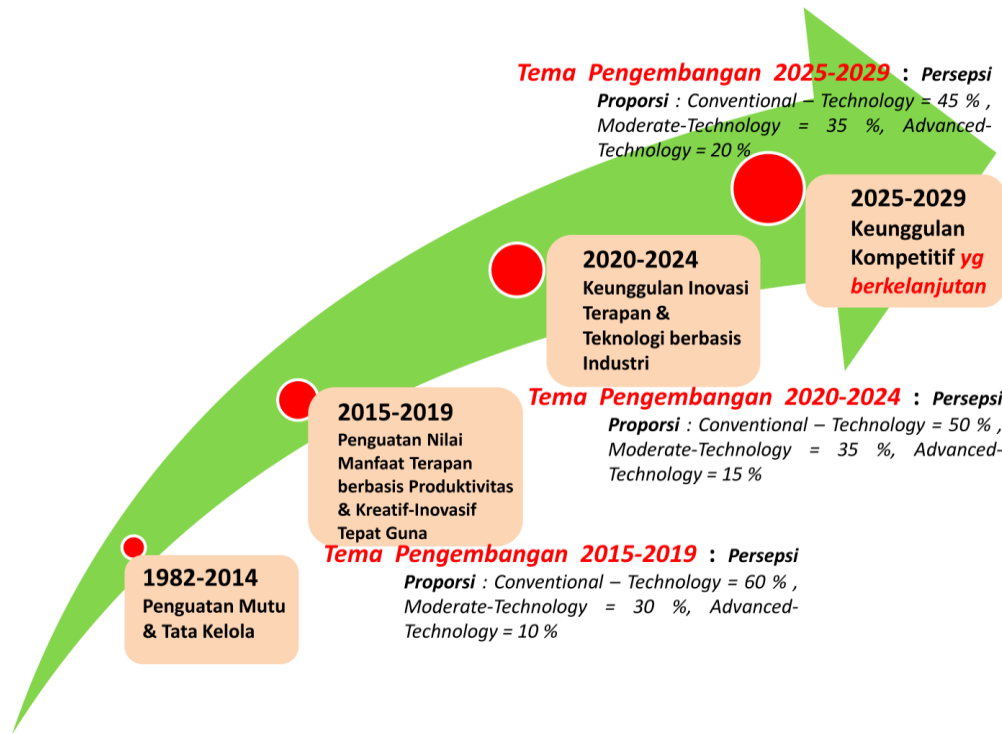 Tema Pengembangan 2025-2029 : Persepsi
Proporsi : Conventional – Technology = 45 % ,
Moderate-Technology = 35 %, Advanced-
Technology = 20 %
2025-2029
Keunggulan
Kompetitif yg
berkelanjutan
2020-2024
Keunggulan Inovasi
Terapan &
Teknologi berbasis
Industri
Tema Pengembangan 2020-2024 : Persepsi
Proporsi : Conventional – Technology = 50 % ,
Moderate-Technology = 35 %, Advanced-
Technology = 15 %
2015-2019
Penguatan Nilai
Manfaat Terapan
berbasis Produktivitas
& Kreatif-Inovasif
Tepat Guna
Tema Pengembangan 2015-2019 : Persepsi
Proporsi : Conventional – Technology = 60 % ,
Moderate-Technology = 30 %, Advanced-
Technology = 10 %
1982-2014
Penguatan Mutu
& Tata Kelola